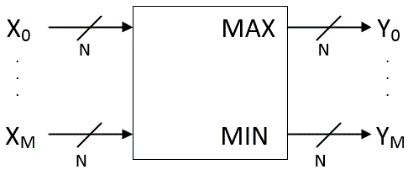 X0 N MAX N Y0
. .
. .
. .
XM N MIN N YM